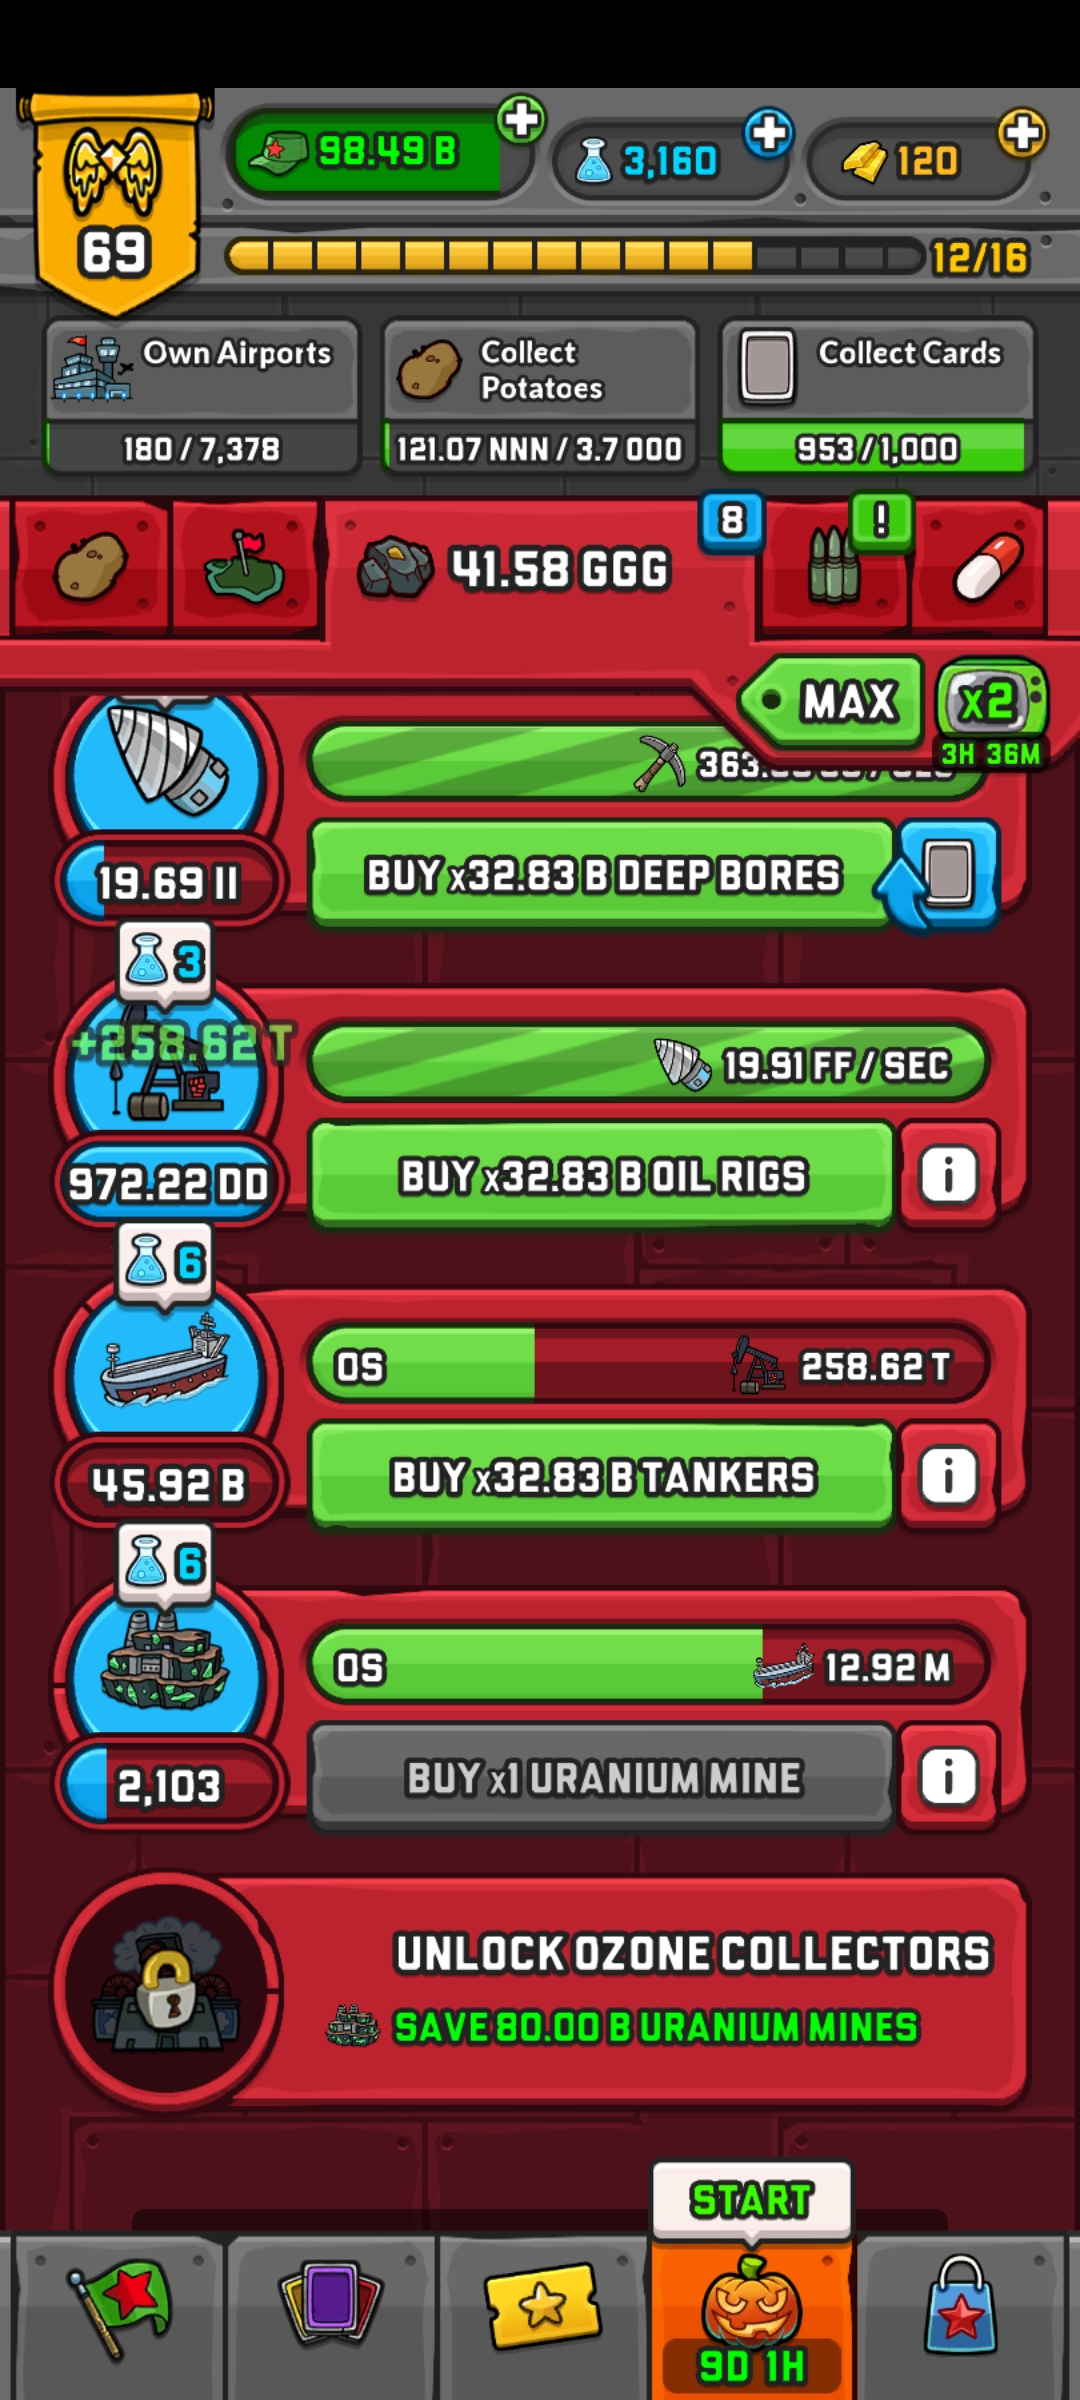 98.49 B
3,160
120
69
12/16
Own Airports
180 / 7,378
Collect
Potatoes
121.07 NNN / 3.7 OOO
Collect Cards
953 / 1,000
41.58 GGG
8
!
MAX
x2
3H 36M
19.69 II
BUY x32.83 B DEEP BORES
3
+258.62 T
19.91 FF / SEC
972.22 DD
BUY x32.83 B OIL RIGS
i
6
0S
258.62 T
45.92 B
BUY x32.83 B TANKERS
i
6
0S
12.92 M
2,103
BUY x1 URANIUM MINE
i
UNLOCK OZONE COLLECTORS
SAVE 80.00 B URANIUM MINES
START
9D 1H